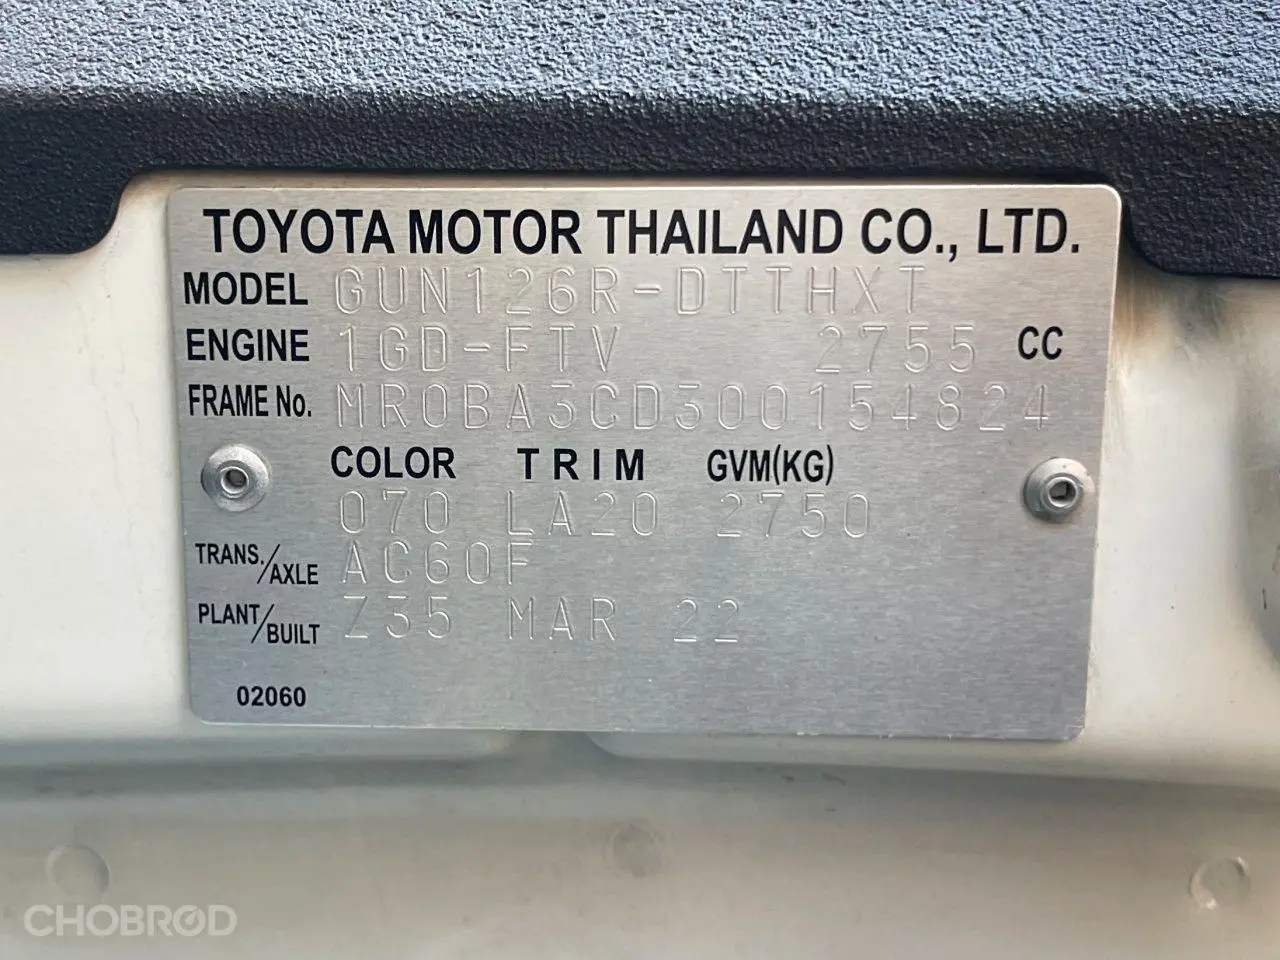 TOYOTA MOTOR THAILAND CO., LTD.
MODEL GUN126R-DTTHXT
ENGINE 1GD-FTV 2755 CC
FRAME No. MR0BA3CD300154824
COLOR TRIM GVM(KG)
070 LA20 2750
TRANS./AXLE AC60F
PLANT/BUILT Z35 MAR 22
02060
CHOBROD